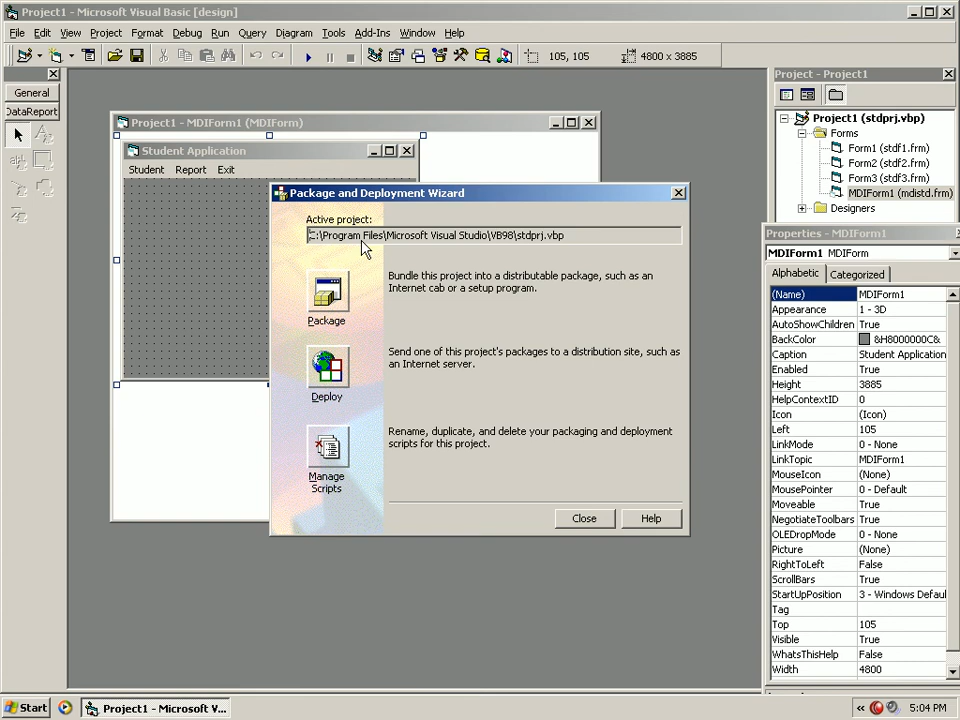 Project1 - Microsoft Visual Basic [design]
File Edit View Project Format Debug Run Query Diagram Tools Add-Ins Window Help
105, 105 4800 x 3885
General
DataReport
Project1 - MDIForm1 (MDIForm)
Student Application
Student Report Exit
Package and Deployment Wizard
Active project:
C:\Program Files\Microsoft Visual Studio\VB98\stdprj.vbp
Bundle this project into a distributable package, such as an
Internet cab or a setup program.
Package
Send one of this project's packages to a distribution site, such as
an Internet server.
Deploy
Rename, duplicate, and delete your packaging and deployment
scripts for this project.
Manage
Scripts
Close Help
Project - Project1
Project1 (stdprj.vbp)
Forms
Form1 (stdf1.frm)
Form2 (stdf2.frm)
Form3 (stdf3.frm)
MDIForm1 (mdistd.frm)
Designers
Properties - MDIForm1
MDIForm1 MDIForm
Alphabetic Categorized
(Name) MDIForm1
Appearance 1 - 3D
AutoShowChildren True
BackColor &H8000000C&
Caption Student Application
Enabled True
Height 3885
HelpContextID 0
Icon (Icon)
Left 105
LinkMode 0 - None
LinkTopic MDIForm1
MouseIcon (None)
MousePointer 0 - Default
Moveable True
NegotiateToolbars True
OLEDropMode 0 - None
Picture (None)
RightToLeft False
ScrollBars True
StartUpPosition 3 - Windows Defaul
Tag
Top 105
Visible True
WhatsThisHelp False
Width 4800
Start Project1 - Microsoft V... « 5:04 PM